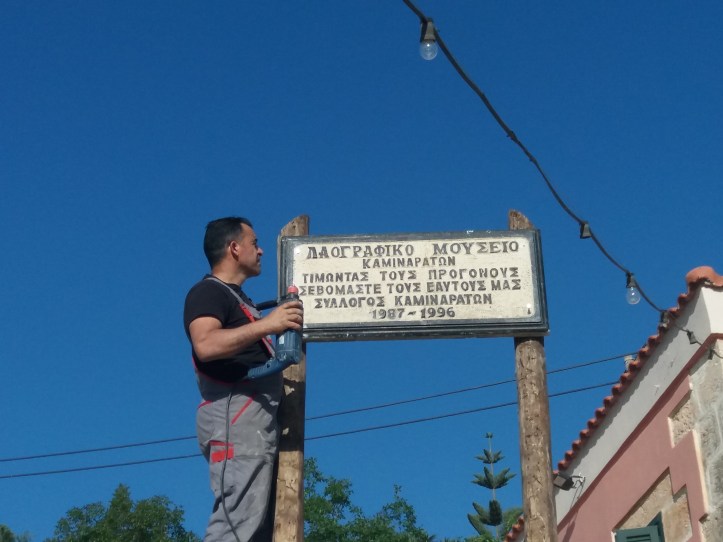 ΛΑΟΓΡΑΦΙΚΟ ΜΟΥΣΕΙΟ
ΚΑΜΙΝΑΡΑΤΩΝ
ΤΙΜΩΝΤΑΣ ΤΟΥΣ ΠΡΟΓΟΝΟΥΣ
ΣΕΒΟΜΑΣΤΕ ΤΟΥΣ ΕΑΥΤΟΥΣ ΜΑΣ
ΣΥΛΛΟΓΟΣ ΚΑΜΙΝΑΡΑΤΩΝ
1987-1996